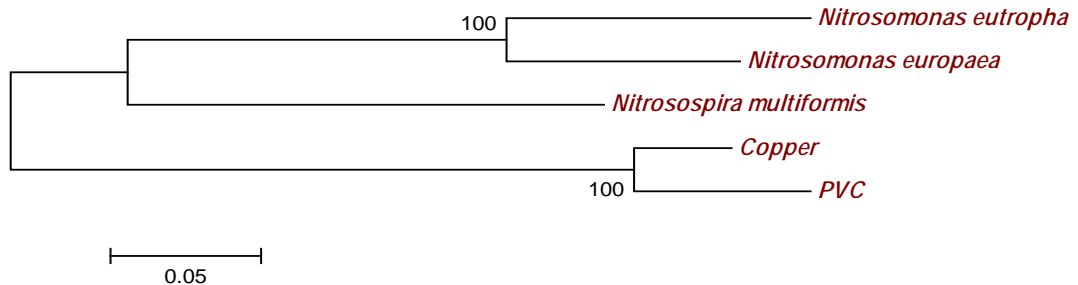 100
Nitrosomonas eutropha
Nitrosomonas europaea
Nitrosospira multiformis
Copper
100
PVC
0.05